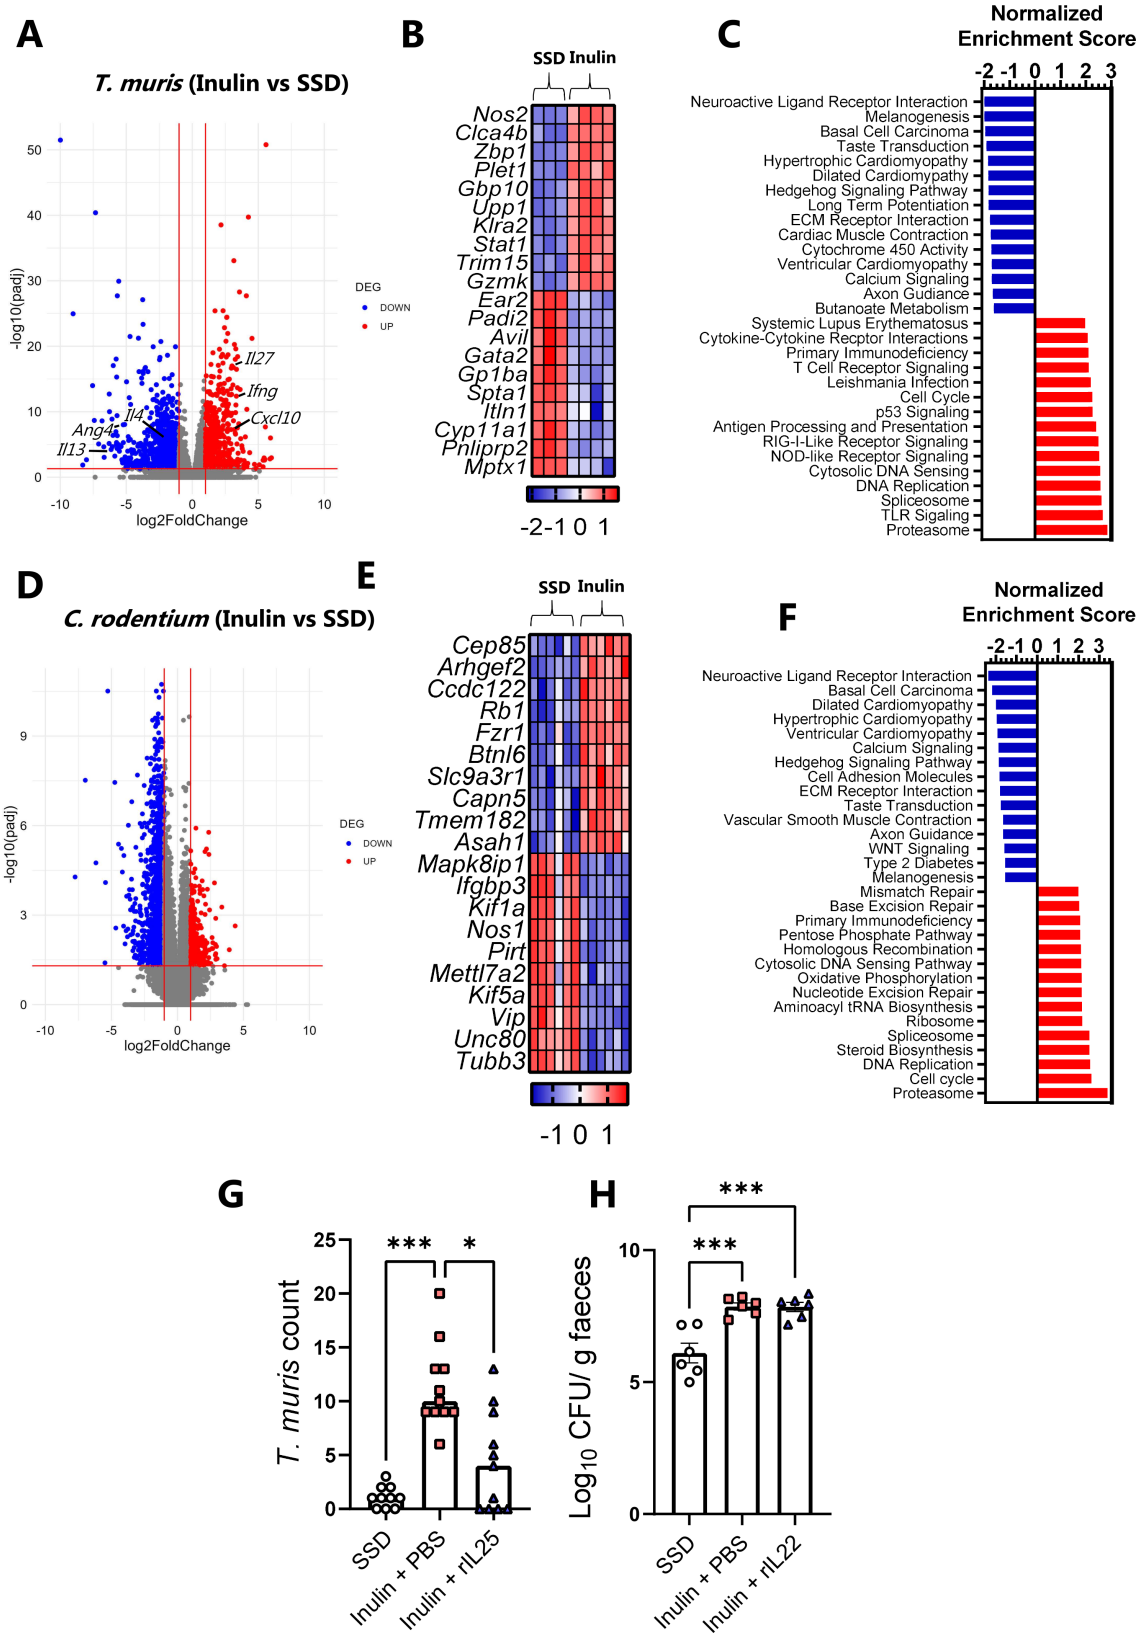 A
T. muris (Inulin vs SSD)
-log10(padj)
50
40
30
20
10
0
-10
-5
0
5
10
log2FoldChange
Il27
Ifng
Cxcl10
Il4
Ang4
Il13
DEG
DOWN
UP
B
SSD Inulin
Nos2
Clca4b
Zbp1
Plet1
Gbp10
Upp1
Klra2
Stat1
Trim15
Gzmk
Ear2
Padi2
Avil
Gata2
Gp1ba
Spta1
Itln1
Cyp11a1
Pnliprp2
Mptx1
-2 -1 0 1
C
Normalized
Enrichment Score
-2 -1 0 1 2 3
Neuroactive Ligand Receptor Interaction
Melanogenesis
Basal Cell Carcinoma
Taste Transduction
Hypertrophic Cardiomyopathy
Dilated Cardiomyopathy
Hedgehog Signaling Pathway
Long Term Potentiation
ECM Receptor Interaction
Cardiac Muscle Contraction
Cytochrome 450 Activity
Ventricular Cardiomyopathy
Calcium Signaling
Axon Gudiance
Butanoate Metabolism
Systemic Lupus Erythematosus
Cytokine-Cytokine Recptor Interactions
Primary Immunodeficiency
T Cell Receptor Signaling
Leishmania Infection
Cell Cycle
p53 Signaling
Antigen Processing and Presentation
RIG-I-Like Receptor Signaling
NOD-like Receptor Signaling
Cytosolic DNA Sensing
DNA Replication
Spliceosome
TLR Sigaling
Proteasome
D
C. rodentium (Inulin vs SSD)
-log10(padj)
9
6
3
0
-10
-5
0
5
10
log2FoldChange
DEG
DOWN
UP
E
SSD Inulin
Cep85
Arhgef2
Ccdc122
Rb1
Fzr1
Btnl6
Slc9a3r1
Capn5
Tmem182
Asah1
Mapk8ip1
Ifgbp3
Kif1a
Nos1
Pirt
Mettl7a2
Kif5a
Vip
Unc80
Tubb3
-1 0 1
F
Normalized
Enrichment Score
-2 -1 0 1 2 3
Neuroactive Ligand Receptor Interaction
Basal Cell Carcinoma
Dilated Cardiomyopathy
Hypertrophic Cardiomyopathy
Ventricular Cardiomyopathy
Calcium Signaling
Hedgehog Signaling Pathway
Cell Adhesion Molecules
ECM Receptor Interaction
Taste Transduction
Vascular Smooth Muscle Contraction
Axon Guidance
WNT Signaling
Type 2 Diabetes
Melanogenesis
Mismatch Repair
Base Excision Repair
Primary Immunodeficiency
Pentose Phosphate Pathway
Homologous Recombination
Cytosolic DNA Sensing Pathway
Oxidative Phosphorylation
Nucleotide Excision Repair
Aminoacyl tRNA Biosynthesis
Ribosome
Spliceosome
Steroid Biosynthesis
DNA Replication
Cell cycle
Proteasome
G
T. muris count
25
20
15
10
5
0
***
*
SSD
Inulin + PBS
Inulin + rIL25
H
Log10 CFU/ g faeces
10
5
0
***
***
SSD
Inulin + PBS
Inulin + rIL22